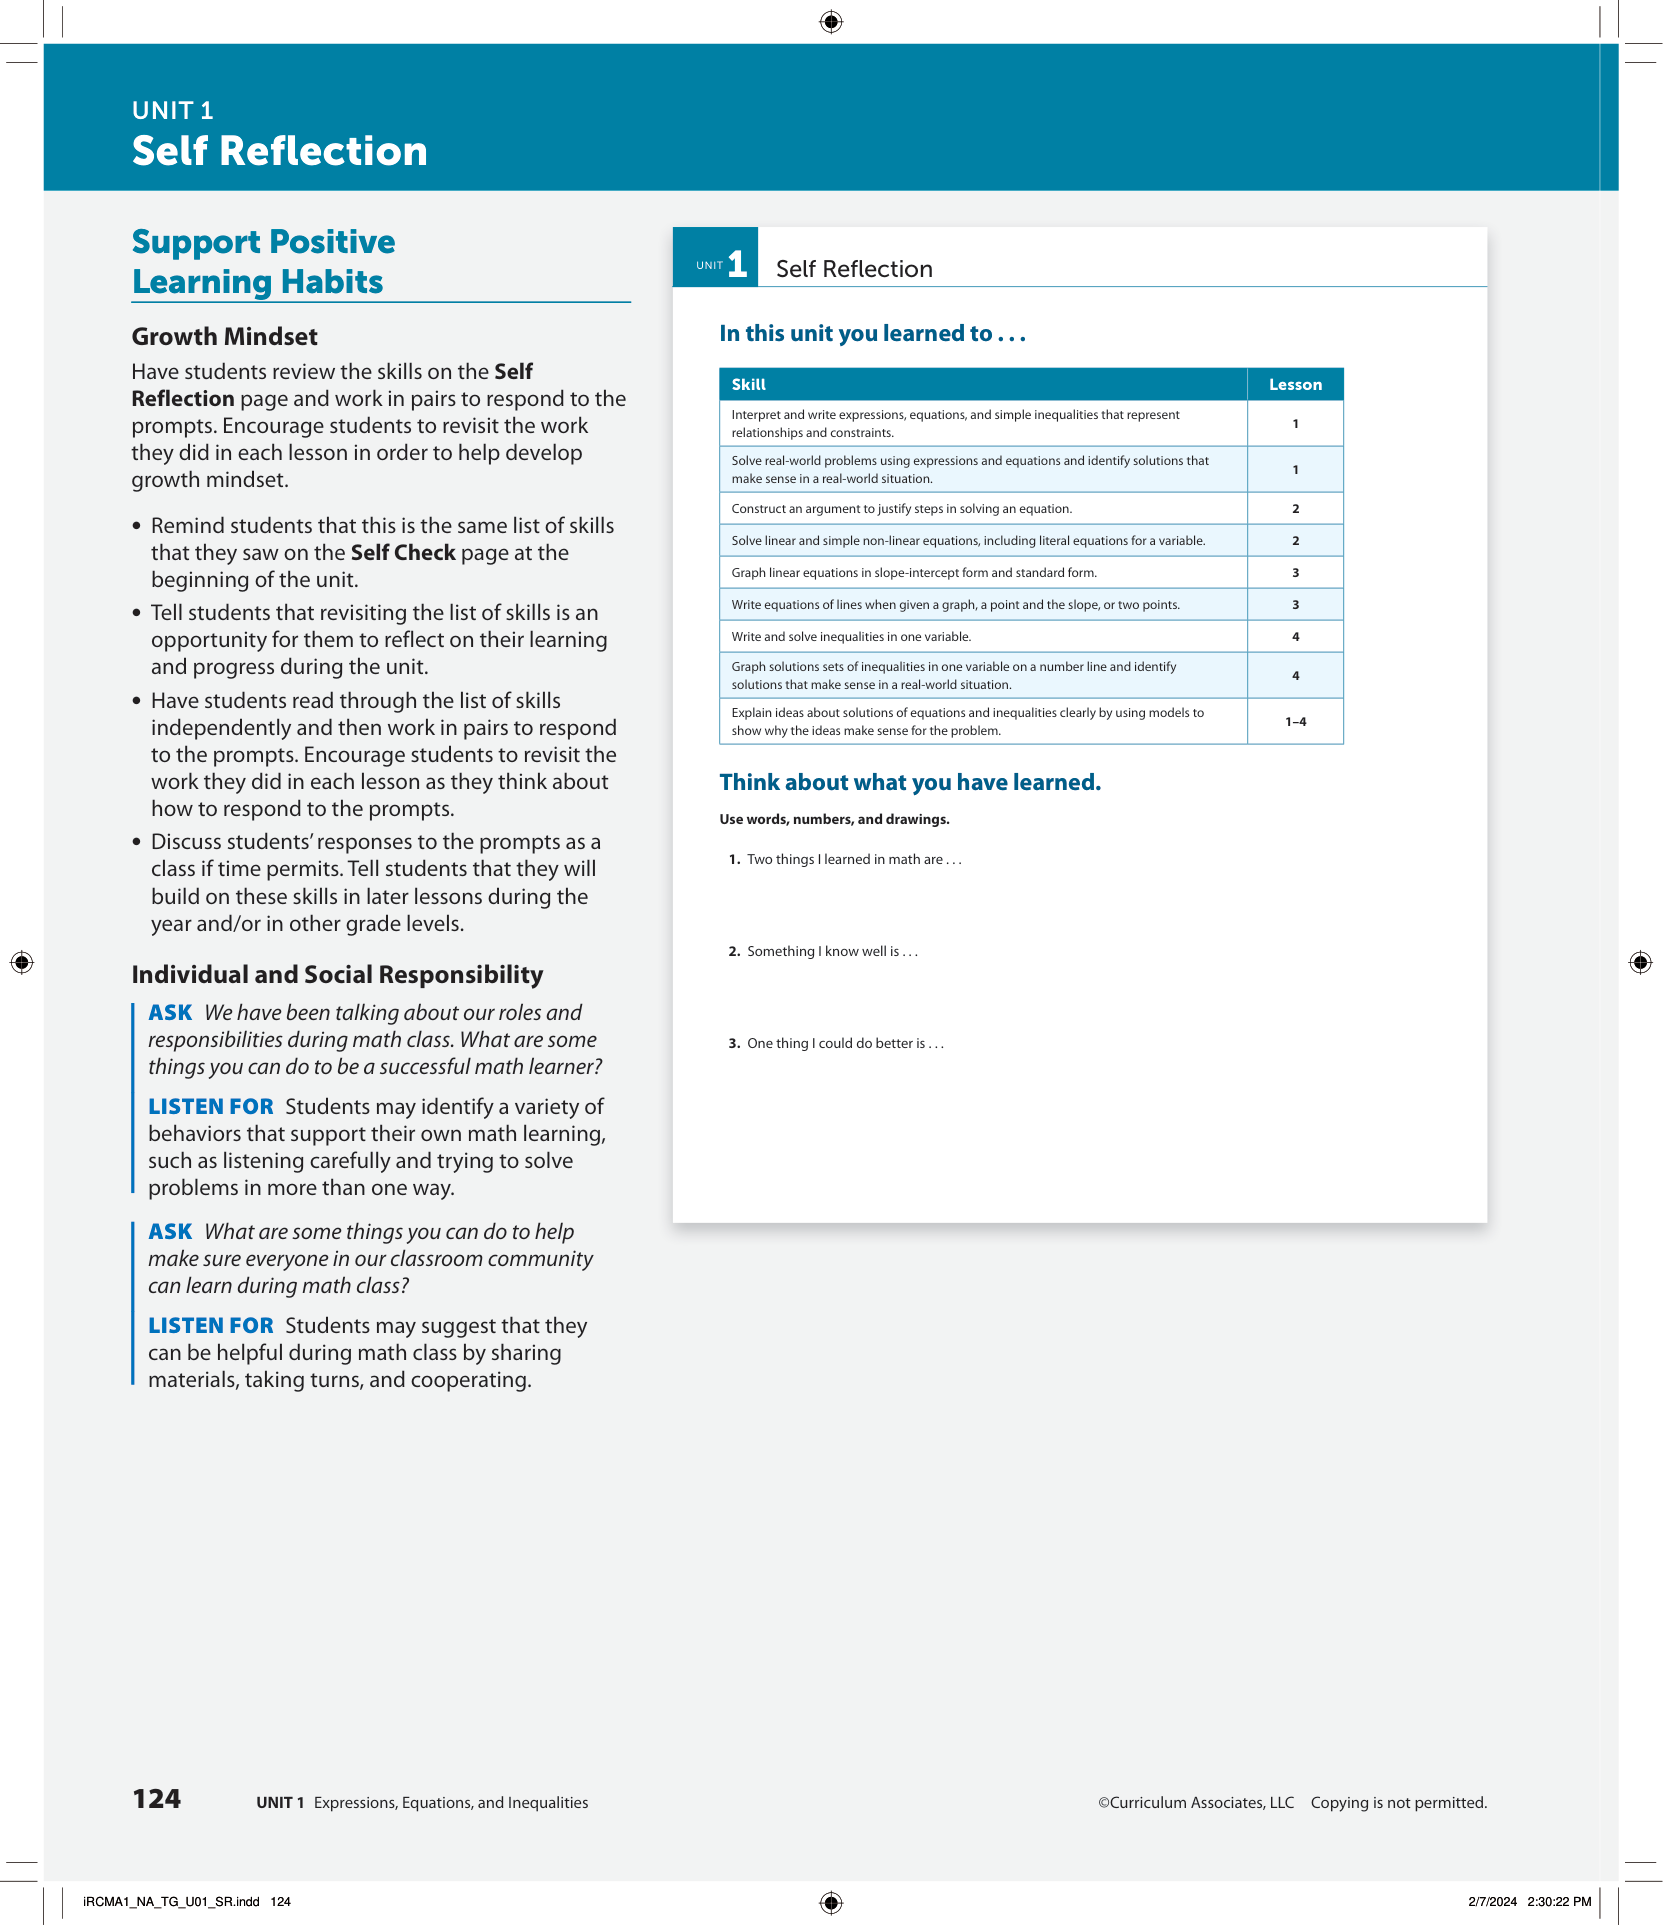 UNIT 1
Self Reflection
Support Positive
Learning Habits
Growth Mindset
Have students review the skills on the Self
Reflection page and work in pairs to respond to the
prompts. Encourage students to revisit the work
they did in each lesson in order to help develop
growth mindset.
• Remind students that this is the same list of skills
that they saw on the Self Check page at the
beginning of the unit.
• Tell students that revisiting the list of skills is an
opportunity for them to reflect on their learning
and progress during the unit.
• Have students read through the list of skills
independently and then work in pairs to respond
to the prompts. Encourage students to revisit the
work they did in each lesson as they think about
how to respond to the prompts.
• Discuss students’ responses to the prompts as a
class if time permits. Tell students that they will
build on these skills in later lessons during the
year and/or in other grade levels.
Individual and Social Responsibility
ASK We have been talking about our roles and
responsibilities during math class. What are some
things you can do to be a successful math learner?
LISTEN FOR Students may identify a variety of
behaviors that support their own math learning,
such as listening carefully and trying to solve
problems in more than one way.
ASK What are some things you can do to help
make sure everyone in our classroom community
can learn during math class?
LISTEN FOR Students may suggest that they
can be helpful during math class by sharing
materials, taking turns, and cooperating.
UNIT 1 Self Reflection
In this unit you learned to . . .
Skill Lesson
Interpret and write expressions, equations, and simple inequalities that represent
relationships and constraints. 1
Solve real-world problems using expressions and equations and identify solutions that
make sense in a real-world situation. 1
Construct an argument to justify steps in solving an equation. 2
Solve linear and simple non-linear equations, including literal equations for a variable. 2
Graph linear equations in slope-intercept form and standard form. 3
Write equations of lines when given a graph, a point and the slope, or two points. 3
Write and solve inequalities in one variable. 4
Graph solutions sets of inequalities in one variable on a number line and identify
solutions that make sense in a real-world situation. 4
Explain ideas about solutions of equations and inequalities clearly by using models to
show why the ideas make sense for the problem. 1–4
Think about what you have learned.
Use words, numbers, and drawings.
1. Two things I learned in math are . . .
2. Something I know well is . . .
3. One thing I could do better is . . .
124 UNIT 1 Expressions, Equations, and Inequalities ©Curriculum Associates, LLC Copying is not permitted.
iRCMA1_NA_TG_U01_SR.indd 124 2/7/2024 2:30:22 PM